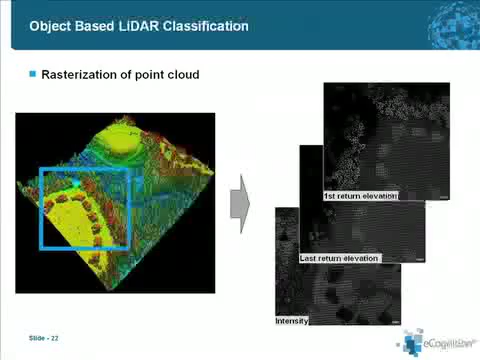 Object Based LiDAR Classification
Rasterization of point cloud
1st return elevation
Last return elevation
Intensity
Slide - 22
eCognition